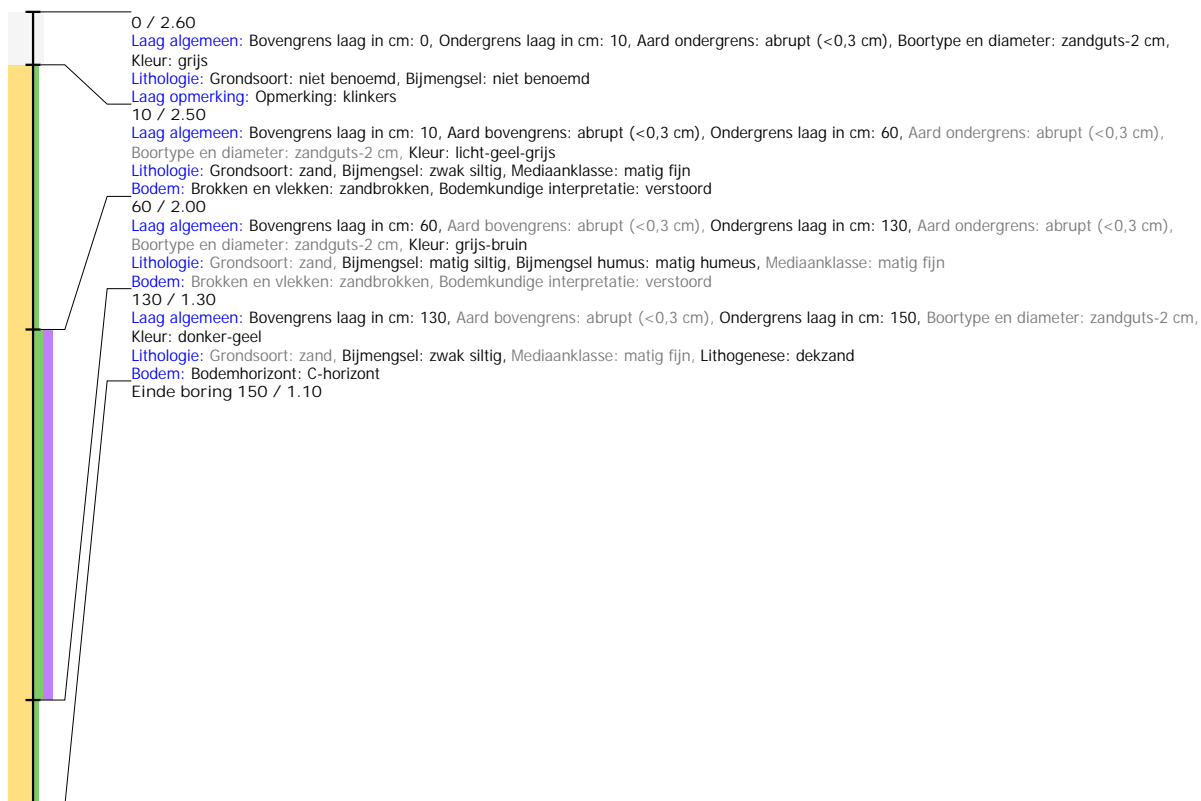 0 / 2.60
Laag algemeen: Bovengrens laag in cm: 0, Ondergrens laag in cm: 10, Aard ondergrens: abrupt (<0,3 cm), Boortype en diameter: zandguts-2 cm,
Kleur: grijs
Lithologie: Grondsoort: niet benoemd, Bijmengsel: niet benoemd
Laag opmerking: Opmerking: klinkers
10 / 2.50
Laag algemeen: Bovengrens laag in cm: 10, Aard bovengrens: abrupt (<0,3 cm), Ondergrens laag in cm: 60, Aard ondergrens: abrupt (<0,3 cm),
Boortype en diameter: zandguts-2 cm, Kleur: licht-geel-grijs
Lithologie: Grondsoort: zand, Bijmengsel: zwak siltig, Mediaanklasse: matig fijn
Bodem: Brokken en vlekken: zandbrokken, Bodemkundige interpretatie: verstoord
60 / 2.00
Laag algemeen: Bovengrens laag in cm: 60, Aard bovengrens: abrupt (<0,3 cm), Ondergrens laag in cm: 130, Aard ondergrens: abrupt (<0,3 cm),
Boortype en diameter: zandguts-2 cm, Kleur: grijs-bruin
Lithologie: Grondsoort: zand, Bijmengsel: matig siltig, Bijmengsel humus: matig humeus, Mediaanklasse: matig fijn
Bodem: Brokken en vlekken: zandbrokken, Bodemkundige interpretatie: verstoord
130 / 1.30
Laag algemeen: Bovengrens laag in cm: 130, Aard bovengrens: abrupt (<0,3 cm), Ondergrens laag in cm: 150, Boortype en diameter: zandguts-2 cm,
Kleur: donker-geel
Lithologie: Grondsoort: zand, Bijmengsel: zwak siltig, Mediaanklasse: matig fijn, Lithogenese: dekzand
Bodem: Bodemhorizont: C-horizont
Einde boring 150 / 1.10